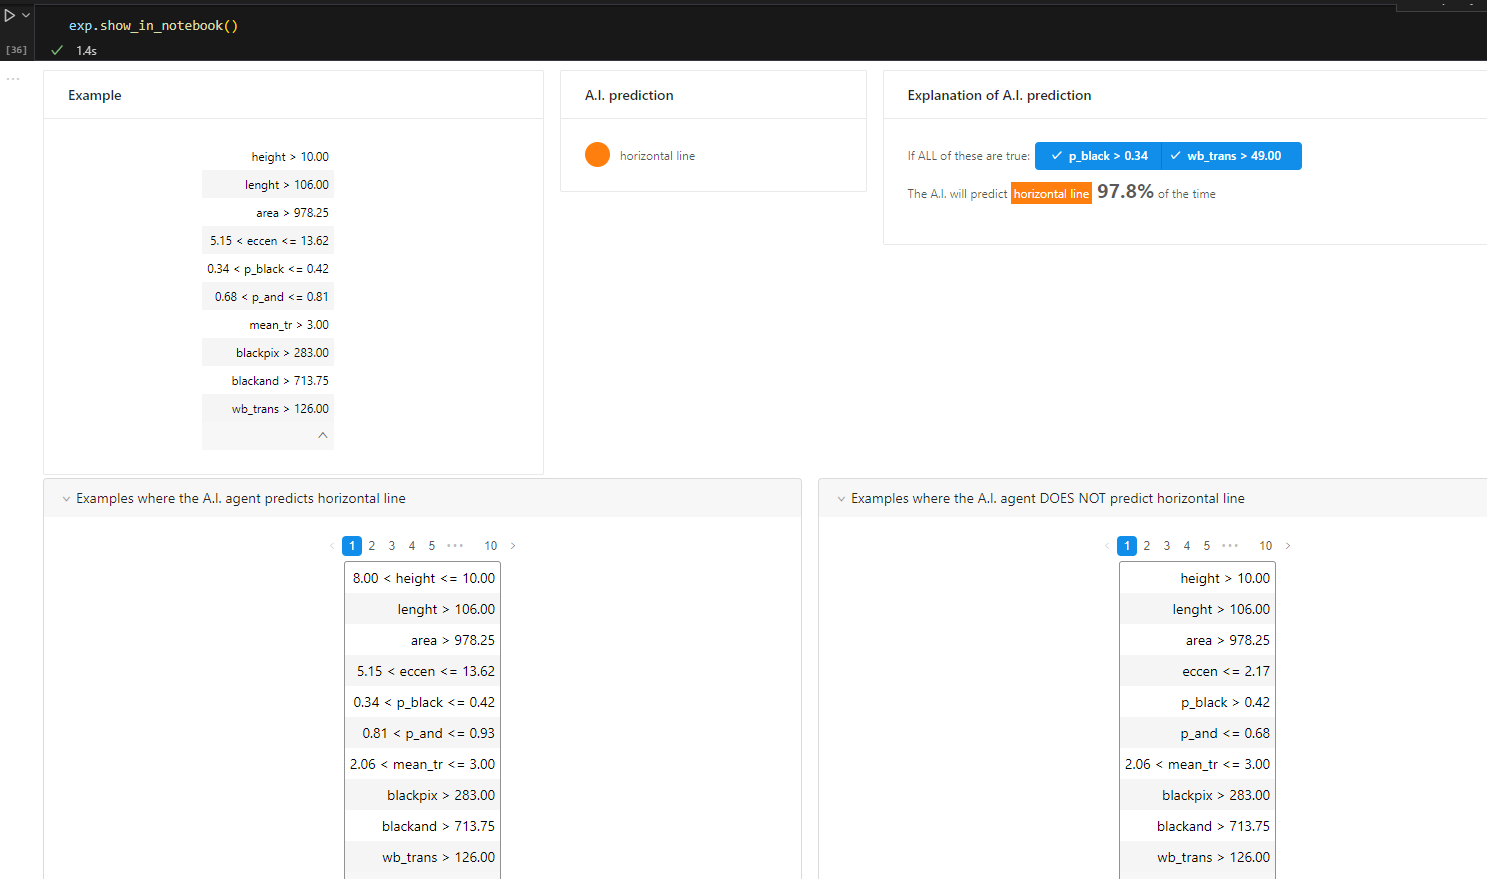 exp.show_in_notebook()
[36]
1.4s
Example
height > 10.00
lenght > 106.00
area > 978.25
5.15 < eccen <= 13.62
0.34 < p_black <= 0.42
0.68 < p_and <= 0.81
mean_tr > 3.00
blackpix > 283.00
blackand > 713.75
wb_trans > 126.00
A.I. prediction
horizontal line
Explanation of A.I. prediction
If ALL of these are true: p_black > 0.34 wb_trans > 49.00
The A.I. will predict horizontal line 97.8% of the time
Examples where the A.I. agent predicts horizontal line
1 2 3 4 5 ••• 10
8.00 < height <= 10.00
lenght > 106.00
area > 978.25
5.15 < eccen <= 13.62
0.34 < p_black <= 0.42
0.81 < p_and <= 0.93
2.06 < mean_tr <= 3.00
blackpix > 283.00
blackand > 713.75
wb_trans > 126.00
Examples where the A.I. agent DOES NOT predict horizontal line
1 2 3 4 5 ••• 10
height > 10.00
lenght > 106.00
area > 978.25
eccen <= 2.17
p_black > 0.42
p_and <= 0.68
2.06 < mean_tr <= 3.00
blackpix > 283.00
blackand > 713.75
wb_trans > 126.00